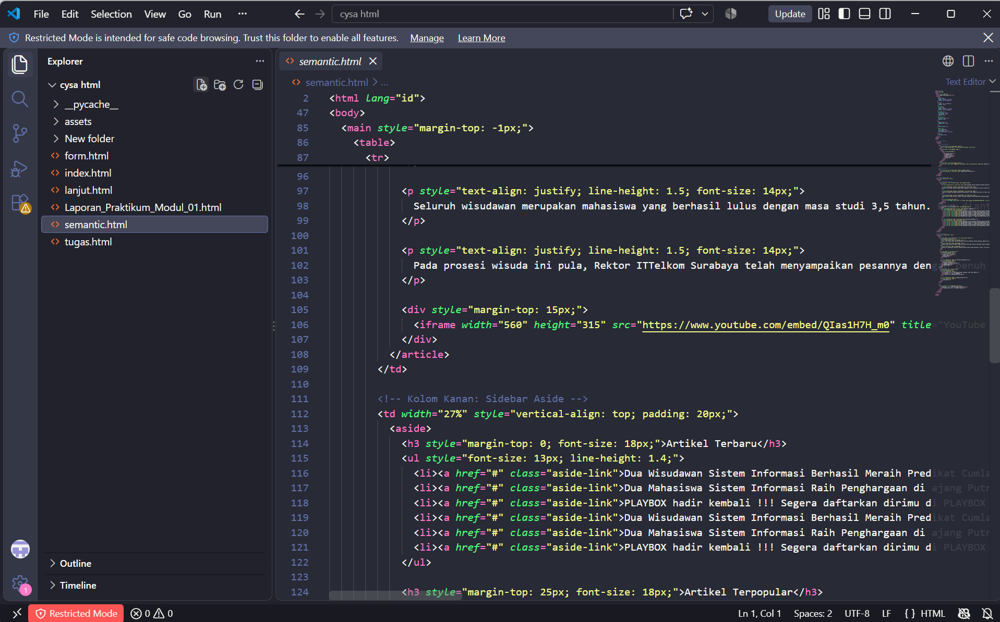 File Edit Selection View Go Run ···
cysa html
Update
Restricted Mode is intended for safe code browsing. Trust this folder to enable all features. Manage Learn More
Explorer
cysa html
__pycache__
assets
New folder
form.html
index.html
lanjut.html
Laporan_Praktikum_Modul_01.html
semantic.html
tugas.html
Outline
Timeline
1
semantic.html
semantic.html > ...
Text Editor
2 <html lang="id">
47 <body>
85 <main style="margin-top: -1px;">
86 <table>
87 <tr>
96
97 <p style="text-align: justify; line-height: 1.5; font-size: 14px;">
98 Seluruh wisudawan merupakan mahasiswa yang berhasil lulus dengan masa studi 3,5 tahun.
99 </p>
100
101 <p style="text-align: justify; line-height: 1.5; font-size: 14px;">
102 Pada prosesi wisuda ini pula, Rektor ITTelkom Surabaya telah menyampaikan pesannya dengan penuh
103 </p>
104
105 <div style="margin-top: 15px;">
106 <iframe width="560" height="315" src="https://www.youtube.com/embed/QIas1H7H_m0" title="YouTube
107 </div>
108 </article>
109 </td>
110
111 <!-- Kolom Kanan: Sidebar Aside -->
112 <td width="27%" style="vertical-align: top; padding: 20px;">
113 <aside>
114 <h3 style="margin-top: 0; font-size: 18px;">Artikel Terbaru</h3>
115 <ul style="font-size: 13px; line-height: 1.4;">
116 <li><a href="#" class="aside-link">Dua Wisudawan Sistem Informasi Berhasil Meraih Predikat Cumla
117 <li><a href="#" class="aside-link">Dua Mahasiswa Sistem Informasi Raih Penghargaan di ajang Putr
118 <li><a href="#" class="aside-link">PLAYBOX hadir kembali !!! Segera daftarkan dirimu di PLAYBOX
119 <li><a href="#" class="aside-link">Dua Wisudawan Sistem Informasi Berhasil Meraih Predikat Cumla
120 <li><a href="#" class="aside-link">Dua Mahasiswa Sistem Informasi Raih Penghargaan di ajang Putr
121 <li><a href="#" class="aside-link">PLAYBOX hadir kembali !!! Segera daftarkan dirimu di PLAYBOX
122 </ul>
123
124 <h3 style="margin-top: 25px; font-size: 18px;">Artikel Terpopular</h3>
Restricted Mode 0 0 Ln 1, Col 1 Spaces: 2 UTF-8 LF { } HTML